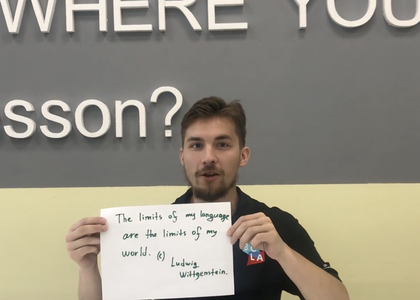 WHERE YOU
sson?
The limits of my language
are the limits of my
world. (c)
Ludwig
Wittgenstein.
LA